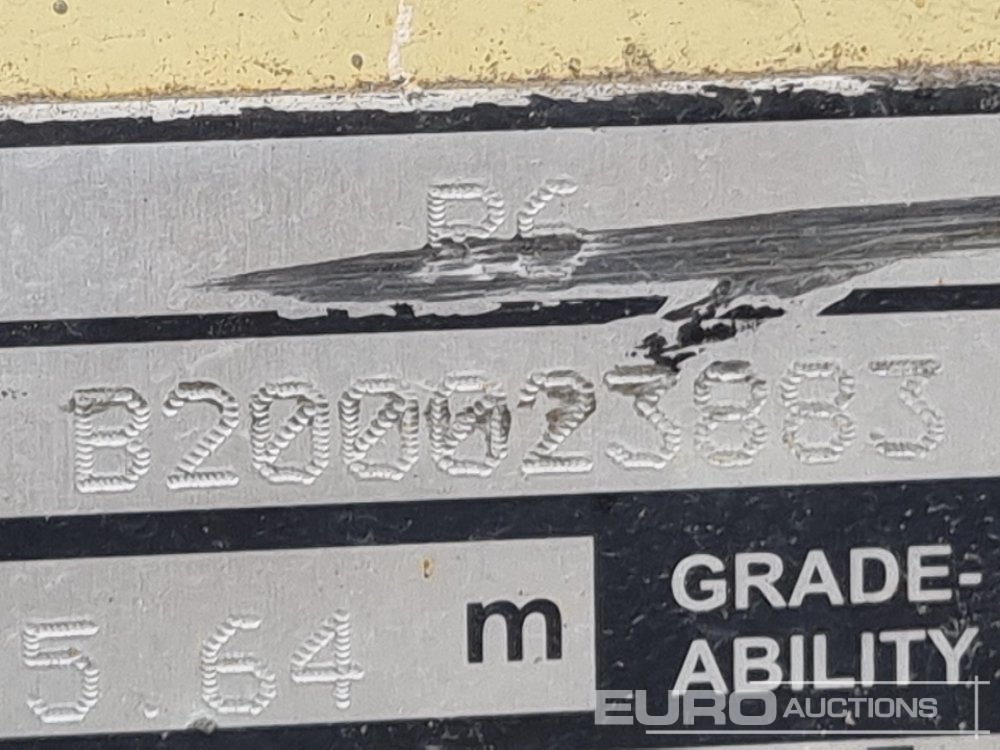 B200023883
5.64 m
GRADE-
ABILITY
EURO AUCTIONS